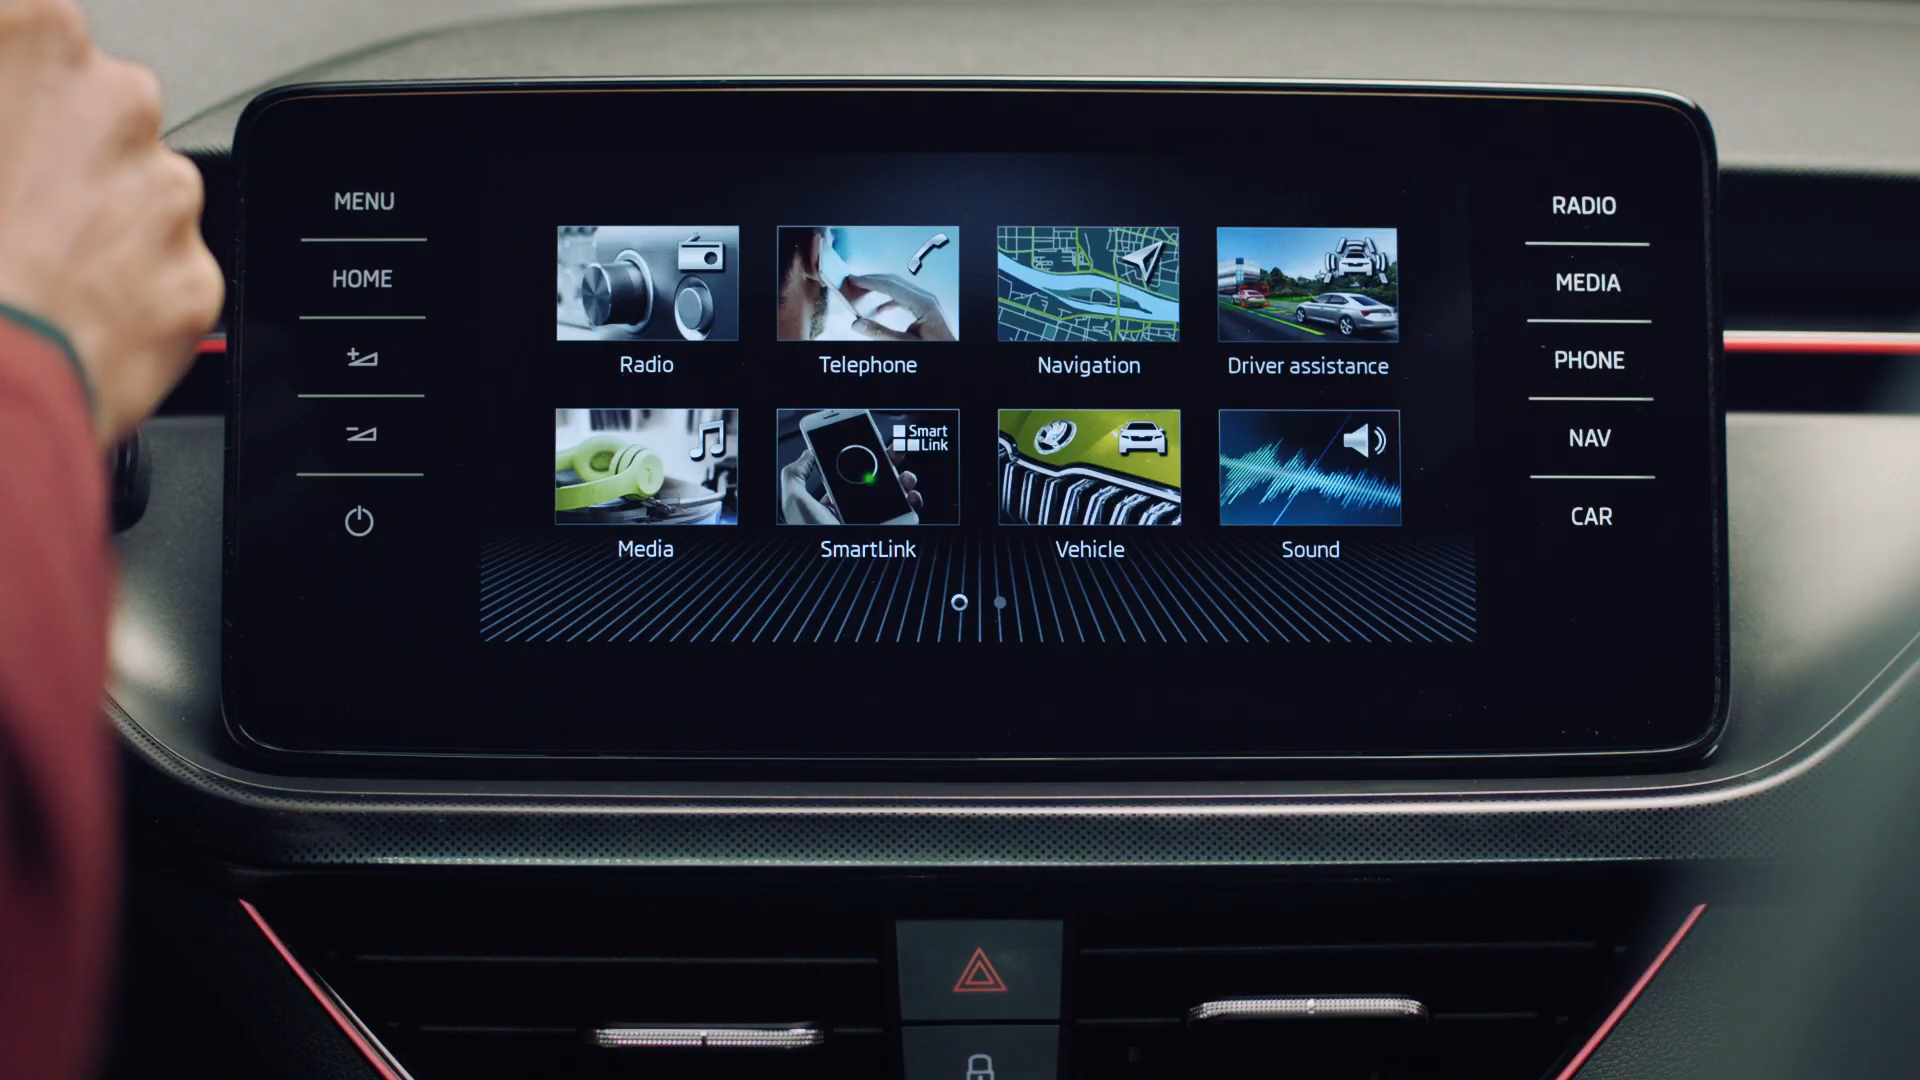 MENU
HOME
Radio
Telephone
Navigation
Driver assistance
Smart
Link
Media
SmartLink
Vehicle
Sound
RADIO
MEDIA
PHONE
NAV
CAR